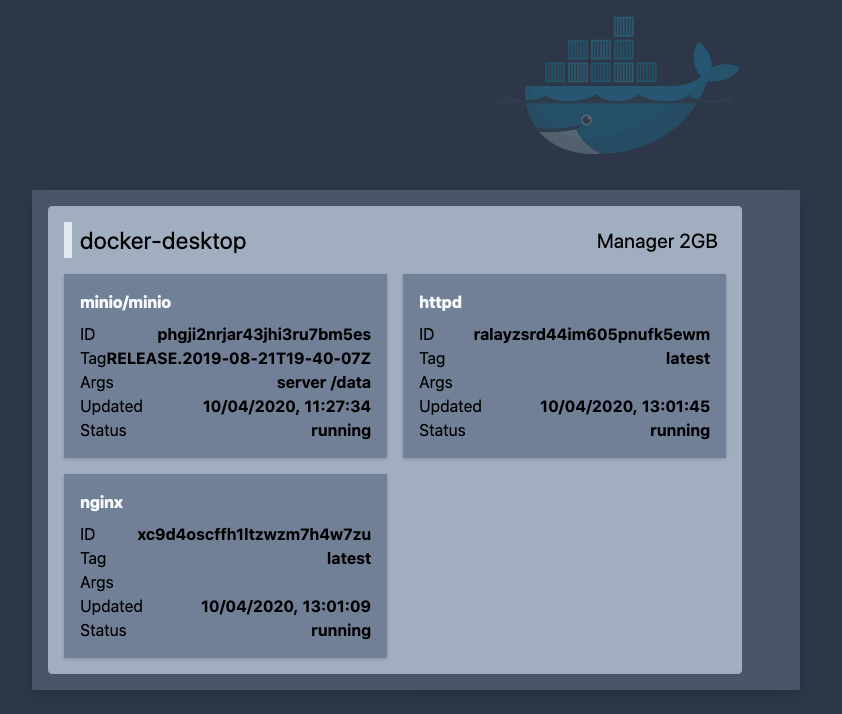 docker-desktop Manager 2GB
minio/minio
ID phgji2nrjar43jhi3ru7bm5es
TagRELEASE.2019-08-21T19-40-07Z
Args server /data
Updated 10/04/2020, 11:27:34
Status running
httpd
ID ralayzsrd44im605pnufk5ewm
Tag latest
Args
Updated 10/04/2020, 13:01:45
Status running
nginx
ID xc9d4oscffh1ltzwzm7h4w7zu
Tag latest
Args
Updated 10/04/2020, 13:01:09
Status running